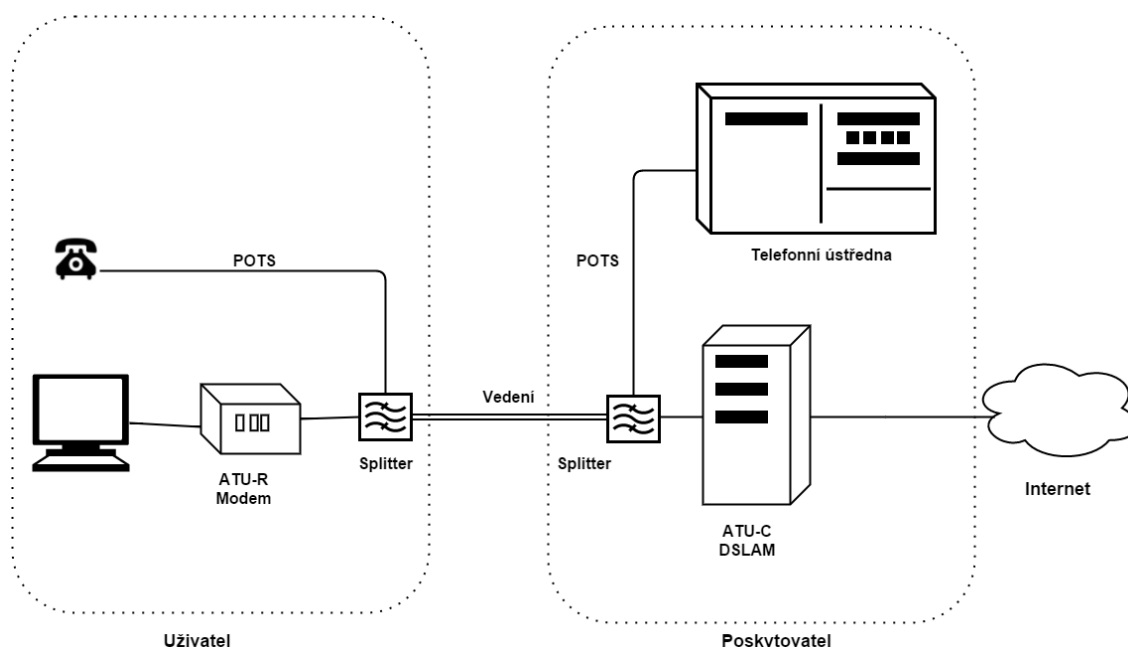 POTS
ATU-R
Modem
Splitter
Uživatel
Vedení
POTS
Telefonní ústředna
Splitter
ATU-C
DSLAM
Poskytovatel
Internet